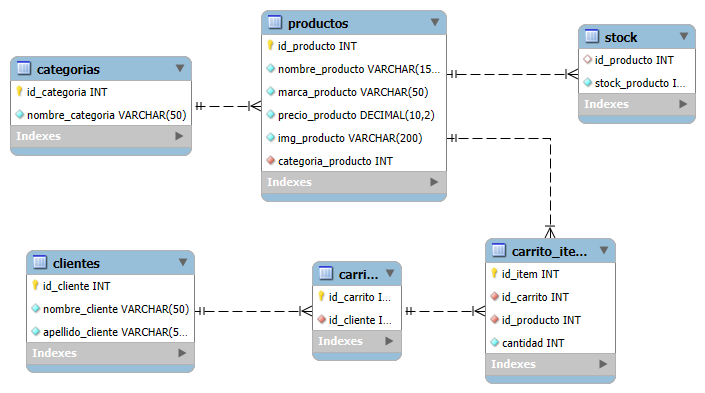 categorias
id_categoria INT
nombre_categoria VARCHAR(50)
Indexes
productos
id_producto INT
nombre_producto VARCHAR(15...
marca_producto VARCHAR(50)
precio_producto DECIMAL(10,2)
img_producto VARCHAR(200)
categoria_producto INT
Indexes
stock
id_producto INT
stock_producto I...
Indexes
clientes
id_cliente INT
nombre_cliente VARCHAR(50)
apellido_cliente VARCHAR(5...
Indexes
carri...
id_carrito I...
id_cliente I...
Indexes
carrito_ite...
id_item INT
id_carrito INT
id_producto INT
cantidad INT
Indexes